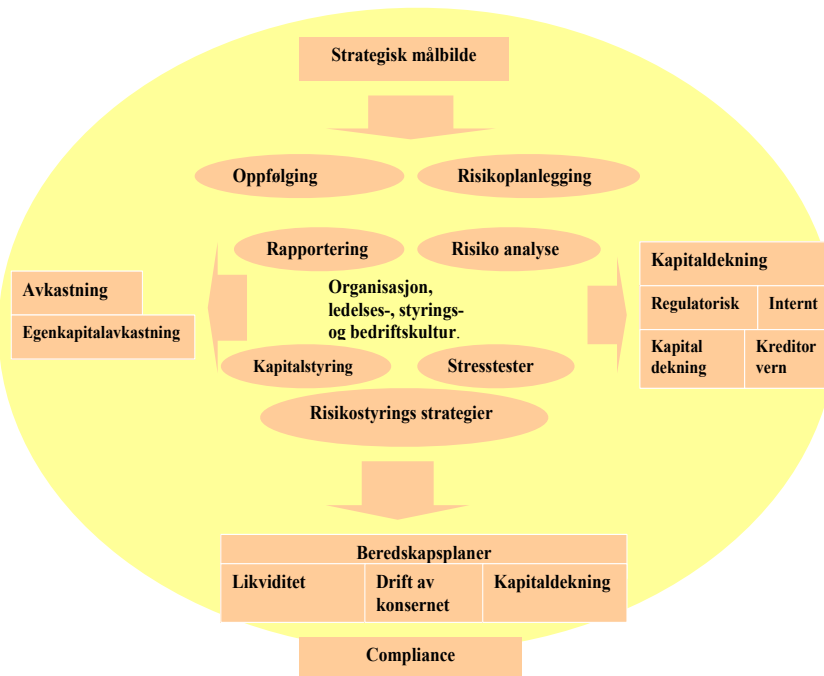 Strategisk målbilde
Oppfølging
Risikoplanlegging
Rapportering
Risiko analyse
Organisasjon,
ledelses-, styrings-
og bedriftskultur.
Kapitalstyring
Stresstester
Risikostyrings strategier
Avkastning
Egenkapitalavkastning
Kapitaldekning
Regulatorisk
Internt
Kapital
dekning
Kreditor
vern
Beredskapsplaner
Likviditet
Drift av
konsernet
Kapitaldekning
Compliance